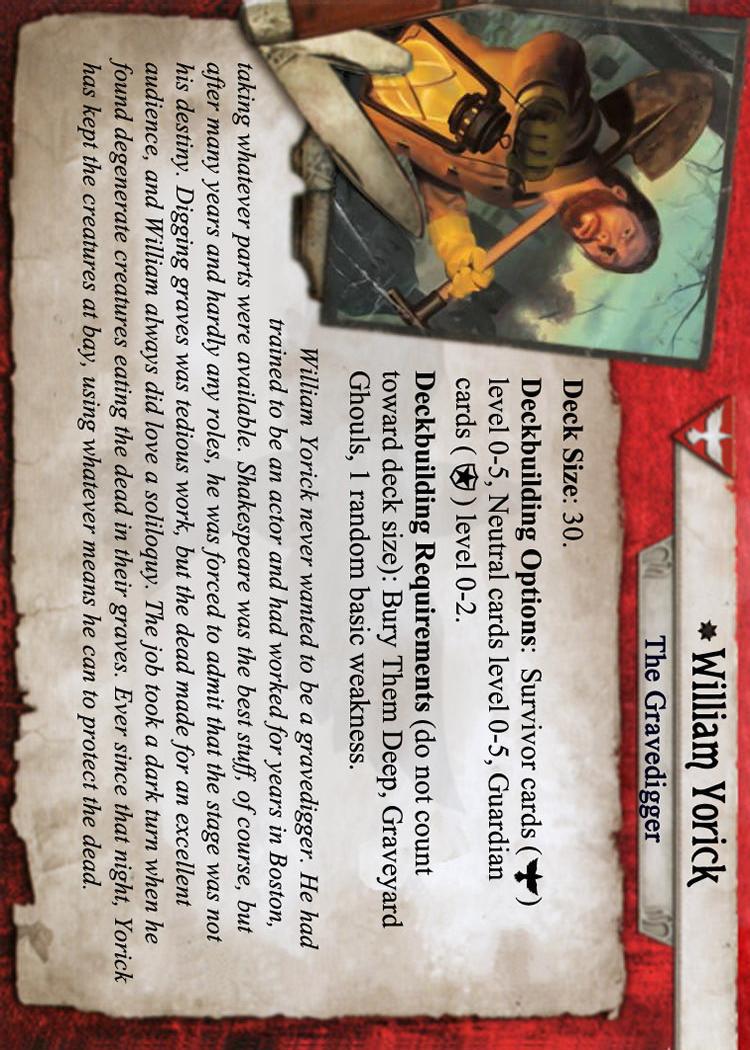 William Yorick
The Gravedigger
Deck Size: 30.
Deckbuilding Options: Survivor cards ( )
level 0-5, Neutral cards level 0-5, Guardian
cards ( ) level 0-2.
Deckbuilding Requirements (do not count
toward deck size): Bury Them Deep, Graveyard
Ghouls, 1 random basic weakness.
William Yorick never wanted to be a gravedigger. He had
trained to be an actor and had worked for years in Boston,
taking whatever parts were available. Shakespeare was the best stuff, of course, but
after many years and hardly any roles, he was forced to admit that the stage was not
his destiny. Digging graves was tedious work, but the dead made for an excellent
audience, and William always did love a soliloquy. The job took a dark turn when he
found degenerate creatures eating the dead in their graves. Ever since that night, Yorick
has kept the creatures at bay, using whatever means he can to protect the dead.